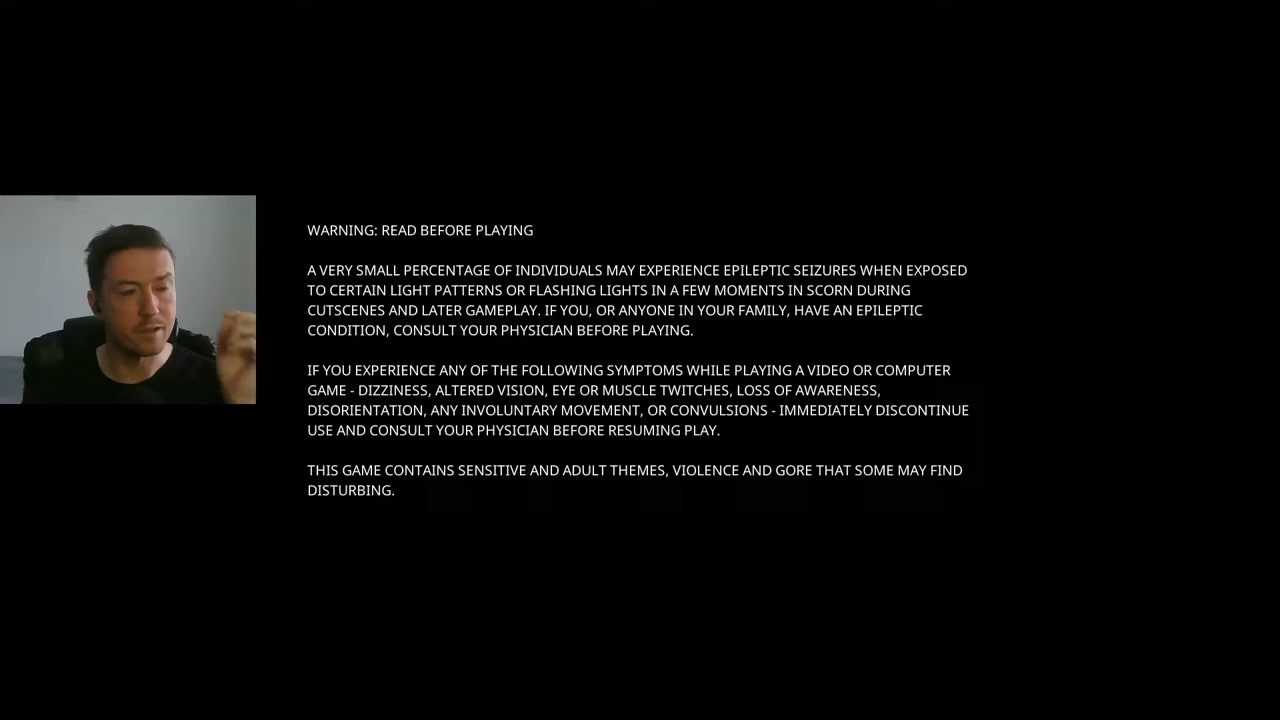 WARNING: READ BEFORE PLAYING
A VERY SMALL PERCENTAGE OF INDIVIDUALS MAY EXPERIENCE EPILEPTIC SEIZURES WHEN EXPOSED
TO CERTAIN LIGHT PATTERNS OR FLASHING LIGHTS IN A FEW MOMENTS IN SCORN DURING
CUTSCENES AND LATER GAMEPLAY. IF YOU, OR ANYONE IN YOUR FAMILY, HAVE AN EPILEPTIC
CONDITION, CONSULT YOUR PHYSICIAN BEFORE PLAYING.
IF YOU EXPERIENCE ANY OF THE FOLLOWING SYMPTOMS WHILE PLAYING A VIDEO OR COMPUTER
GAME - DIZZINESS, ALTERED VISION, EYE OR MUSCLE TWITCHES, LOSS OF AWARENESS,
DISORIENTATION, ANY INVOLUNTARY MOVEMENT, OR CONVULSIONS - IMMEDIATELY DISCONTINUE
USE AND CONSULT YOUR PHYSICIAN BEFORE RESUMING PLAY.
THIS GAME CONTAINS SENSITIVE AND ADULT THEMES, VIOLENCE AND GORE THAT SOME MAY FIND
DISTURBING.